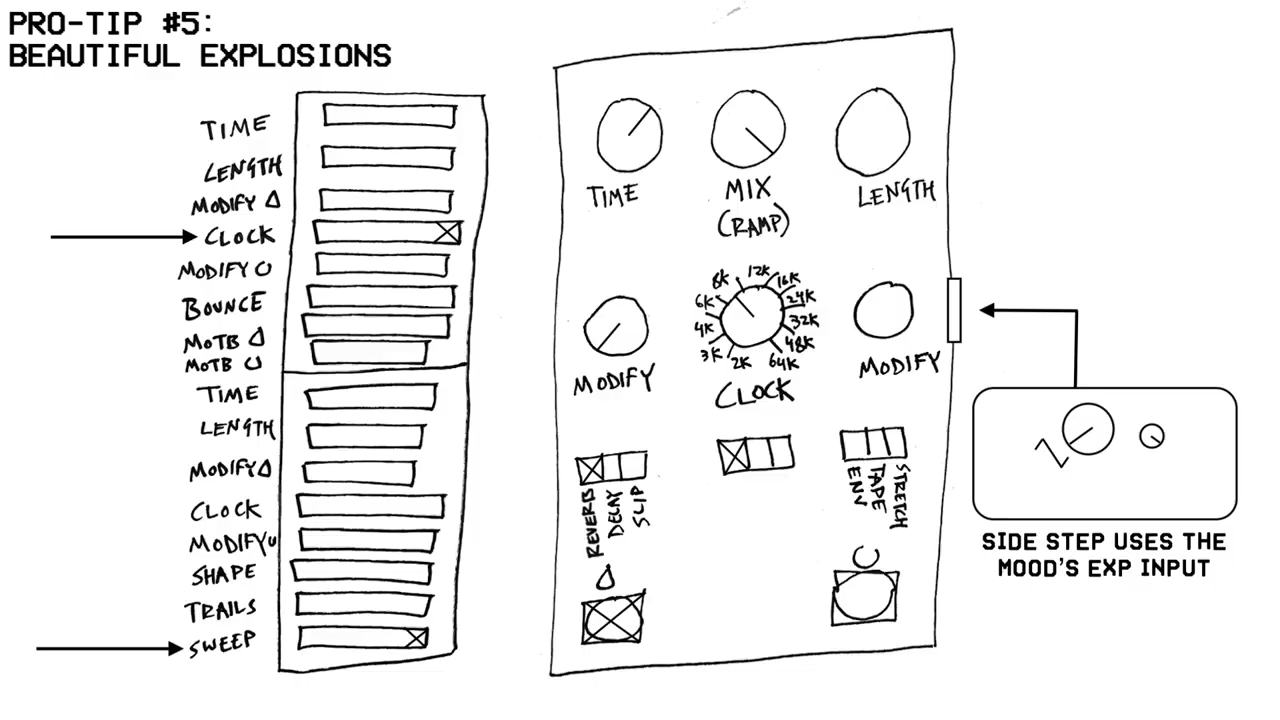 PRO-TIP #5:
BEAUTIFUL EXPLOSIONS
TIME
LENGTH
MODIFY Δ
CLOCK
MODIFY
BOUNCE
MOTB Δ
MOTB
TIME
LENGTH
MODIFY Δ
CLOCK
MODIFY
SHAPE
TRAILS
SWEEP
TIME
MIX
(RAMP)
LENGTH
2K
3K
4K
6K
8K
12K
16K
24K
32K
48K
64K
MODIFY
CLOCK
MODIFY
REVERB
DELAY
SLIP
ENV
TAPE
STRETCH
SIDE STEP USES THE
MOOD'S EXP INPUT